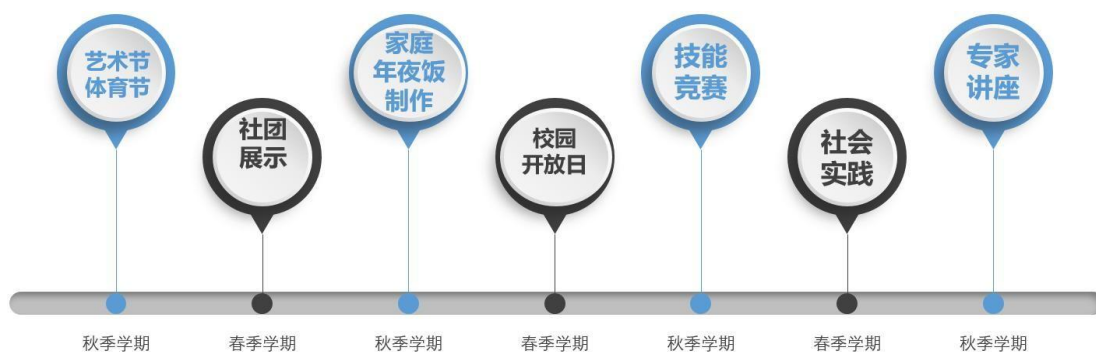 艺术节
体育节
家庭
年夜饭
制作
技能
竞赛
专家
讲座
社团
展示
校园
开放日
社会
实践
秋季学期
春季学期
秋季学期
春季学期
秋季学期
春季学期
秋季学期